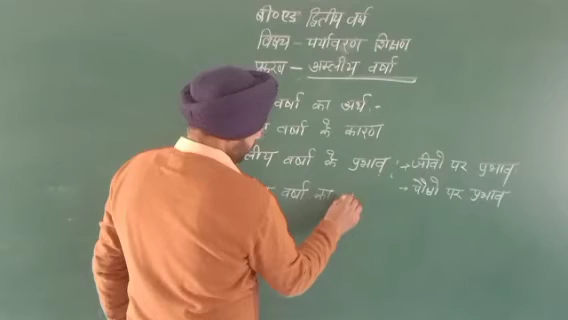 बी०एड द्वितीय वर्ष
विषय - पर्यावरण शिक्षण
प्रकरण - अम्लीय वर्षा
वर्षा का अर्थ :-
वर्षा के कारण
लीय वर्षा के प्रभाव :→ जीवों पर प्रभाव
→ पौधों पर प्रभाव
वर्षा का